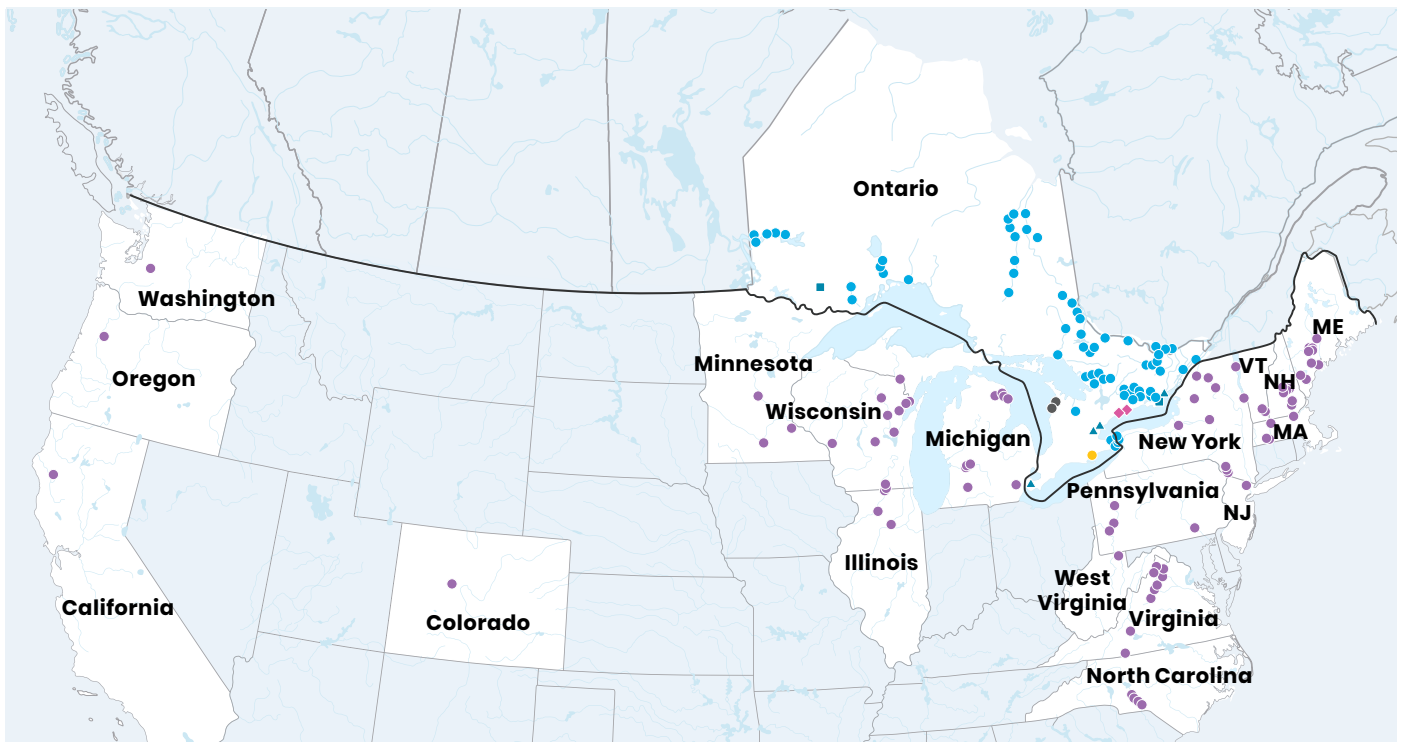 Ontario
Washington
ME
Minnesota
VT
Oregon
NH
Wisconsin
MA
Michigan
New York
Pennsylvania
NJ
Illinois
West
Virginia
California
Virginia
Colorado
North Carolina